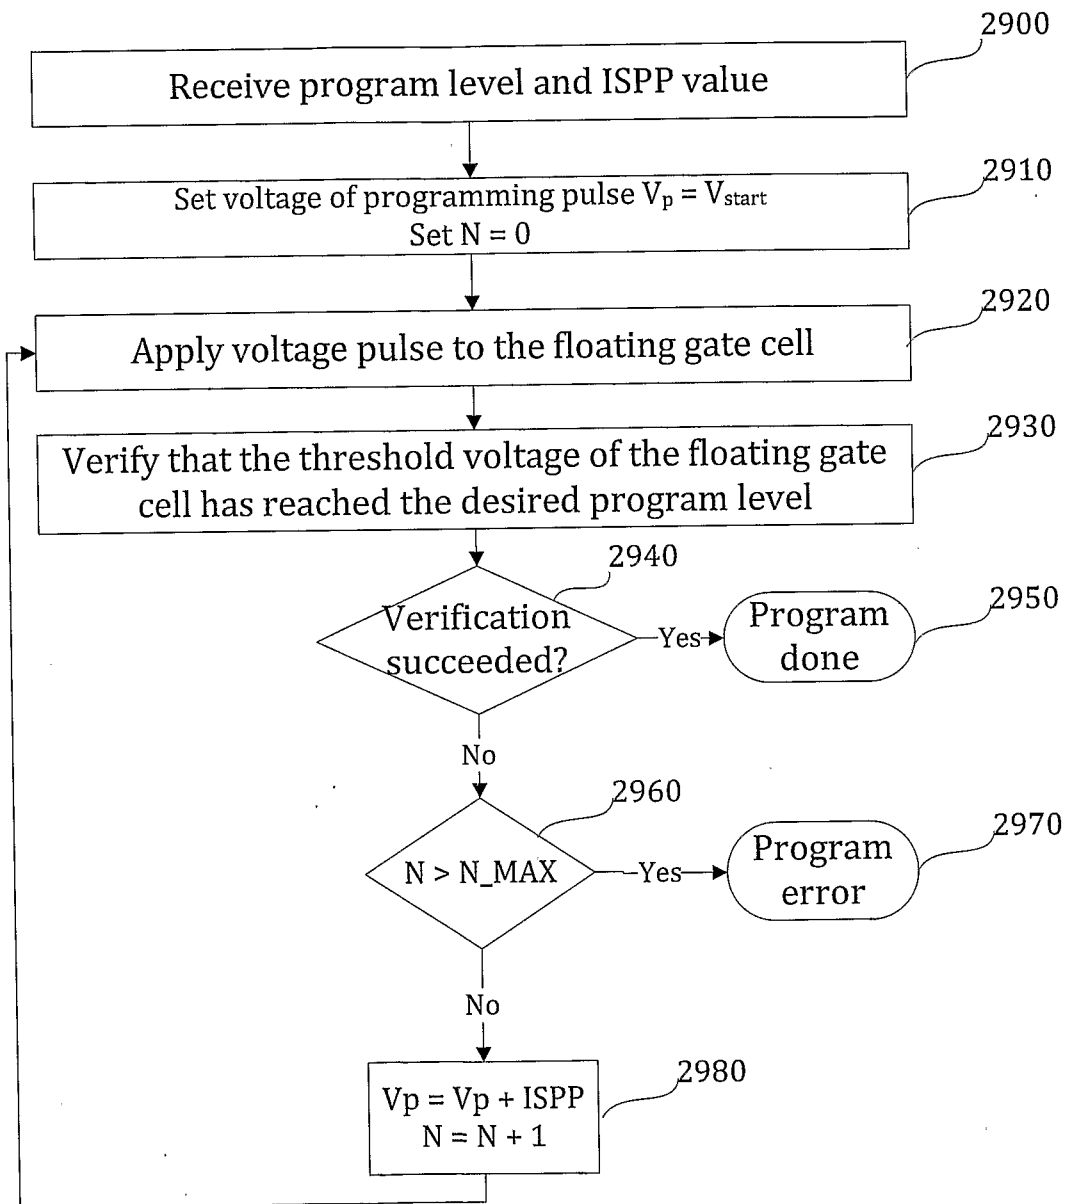 2900
Receive program level and ISPP value
2910
Set voltage of programming pulse Vp = Vstart
Set N = 0
2920
Apply voltage pulse to the floating gate cell
2930
Verify that the threshold voltage of the floating gate
cell has reached the desired program level
2940
Verification
succeeded?
Yes
2950
Program
done
No
2960
N > N_MAX
Yes
2970
Program
error
No
2980
Vp = Vp + ISPP
N = N + 1